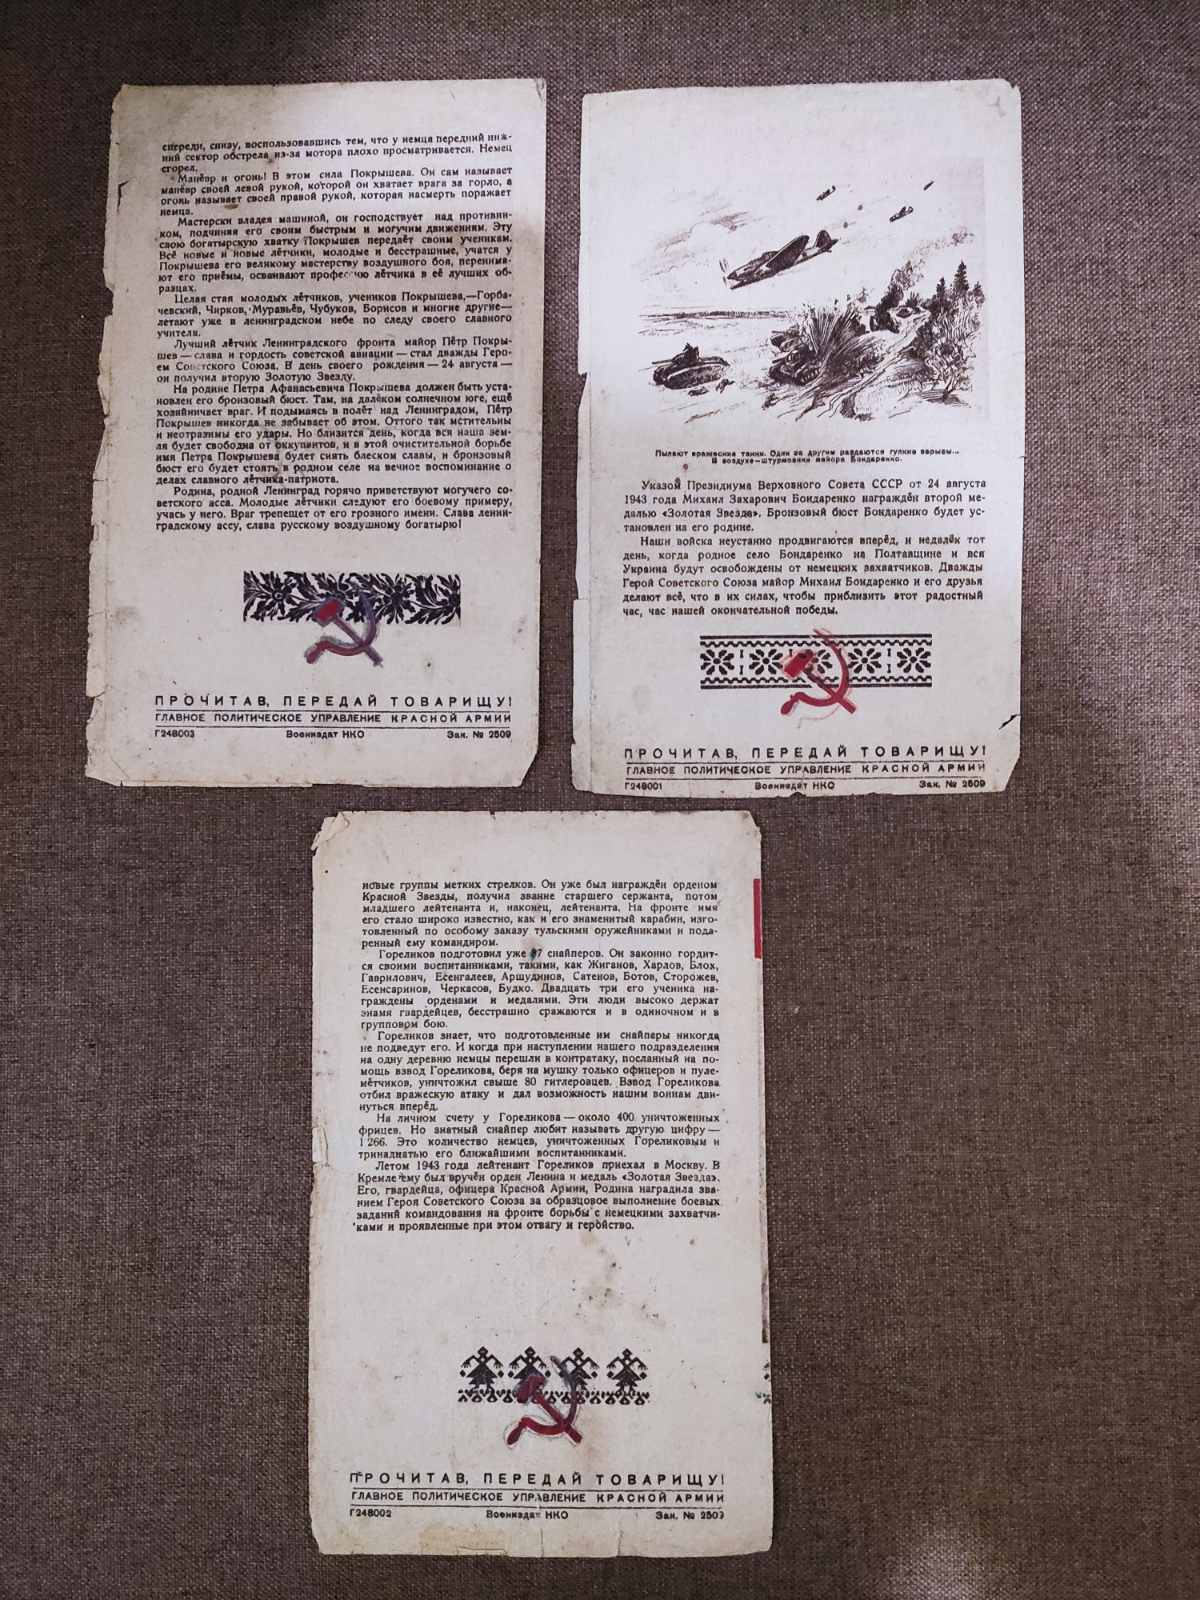 спереди, снизу, воспользовавшись тем, что у немца передний ниж-
ний сектор обстрела из-за мотора плохо просматривается. Немец
сгорел.
Манёвр и огонь! В этом сила Покрышева. Он сам называет
манёвр своей левой рукой, которой он хватает врага за горло, а
огонь называет своей правой рукой, которая насмерть поражает
немца.
Мастерски владея машиной, он господствует над противни-
ком, подчиняя его своим быстрым и могучим движениям. Эту
свою богатырскую хватку Покрышев передаёт своим ученикам.
Всё новые и новые лётчики, молодые и бесстрашные, учатся у
Покрышева его великому мастерству воздушного боя, перенима-
ют его приёмы, осваивают профессию лётчика в её лучших об-
разцах.
Целая стая молодых лётчиков, учеников Покрышева,—Горба-
чевский, Чирков, Муравьёв, Чубуков, Борисов и многие другие—
летают уже в ленинградском небе по следу своего славного
учителя.
Лучший лётчик Ленинградского фронта майор Пётр Покры-
шев — слава и гордость советской авиации — стал дважды Геро-
ем Советского Союза. В день своего рождения — 24 августа —
он получил вторую Золотую Звезду.
На родине Петра Афанасьевича Покрышева должен быть уста-
новлен его бронзовый бюст. Там, на далёком солнечном юге, ещё
хозяйничает враг. И подымаясь в полёт над Ленинградом, Пётр
Покрышев никогда не забывает об этом. Оттого так мстительны
и неотразимы его удары. Но близится день, когда вся наша зем-
ля будет свободна от оккупантов, и в этой очистительной борьбе
имя Петра Покрышева будет сиять блеском славы, и бронзовый
бюст его будет стоять в родном селе на вечное воспоминание о
делах славного лётчика-патриота.
Родина, родной Ленинград горячо приветствуют могучего со-
ветского асса. Молодые лётчики следуют его боевому примеру,
учась у него. Враг трепещет от его грозного имени. Слава ленин-
градскому ассу, слава русскому воздушному богатырю!
ПРОЧИТАВ, ПЕРЕДАЙ ТОВАРИЩУ!
ГЛАВНОЕ ПОЛИТИЧЕСКОЕ УПРАВЛЕНИЕ КРАСНОЙ АРМИИ
Г248003 Воениздат НКО Зак. № 2509
Пылают вражеские танки. Один за другим раздаются гулкие взрывы...
В воздухе—штурмовики майора Бондаренко.
Указом Президиума Верховного Совета СССР от 24 августа
1943 года Михаил Захарович Бондаренко награждён второй ме-
далью «Золотая Звезда». Бронзовый бюст Бондаренко будет ус-
тановлен на его родине.
Наши войска неустанно продвигаются вперёд, и недалёк тот
день, когда родное село Бондаренко на Полтавщине и вся
Украина будут освобождены от немецких захватчиков. Дважды
Герой Советского Союза майор Михаил Бондаренко и его друзья
делают всё, что в их силах, чтобы приблизить этот радостный
час, час нашей окончательной победы.
ПРОЧИТАВ, ПЕРЕДАЙ ТОВАРИЩУ!
ГЛАВНОЕ ПОЛИТИЧЕСКОЕ УПРАВЛЕНИЕ КРАСНОЙ АРМИИ
Г248001 Воениздат НКО Зак. № 2509
новые группы метких стрелков. Он уже был награждён орденом
Красной Звезды, получил звание старшего сержанта, потом
младшего лейтенанта и, наконец, лейтенанта. На фронте имя
его стало широко известно, как и его знаменитый карабин, изго-
товленный по особому заказу тульскими оружейниками и пода-
ренный ему командиром.
Гореликов подготовил уже снайперов. Он законно гордит-
ся своими воспитанниками, такими, как Жиганов, Харлов, Блох,
Гаврилович, Есенгалеев, Аршудинов, Сатенов, Ботов, Сторожев,
Есенсаринов, Черкасов, Будко. Двадцать три его ученика на-
граждены орденами и медалями. Эти люди высоко держат
знамя гвардейцев, бесстрашно сражаются и в одиночном и в
групповом бою.
Гореликов знает, что подготовленные им снайперы никогда
не подведут его. И когда при наступлении нашего подразделения
на одну деревню немцы перешли в контратаку, посланный на по-
мощь взвод Гореликова, беря на мушку только офицеров и пуле-
мётчиков, уничтожил свыше 80 гитлеровцев. Взвод Гореликова
отбил вражескую атаку и дал возможность нашим воинам дви-
нуться вперёд.
На личном счету у Гореликова — около 400 уничтоженных
фрицев. Но знатный снайпер любит называть другую цифру —
1 266. Это количество немцев, уничтоженных Гореликовым и
тринадцатью его ближайшими воспитанниками.
Летом 1943 года лейтенант Гореликов приехал в Москву. В
Кремле ему был вручён орден Ленина и медаль «Золотая Звезда».
Его, гвардейца, офицера Красной Армии, Родина наградила зва-
нием Героя Советского Союза за образцовое выполнение боевых
заданий командования на фронте борьбы с немецкими захватчи-
ками и проявленные при этом отвагу и геройство.
ПРОЧИТАВ, ПЕРЕДАЙ ТОВАРИЩУ!
ГЛАВНОЕ ПОЛИТИЧЕСКОЕ УПРАВЛЕНИЕ КРАСНОЙ АРМИИ
Г248002 Воениздат НКО Зак. № 2509